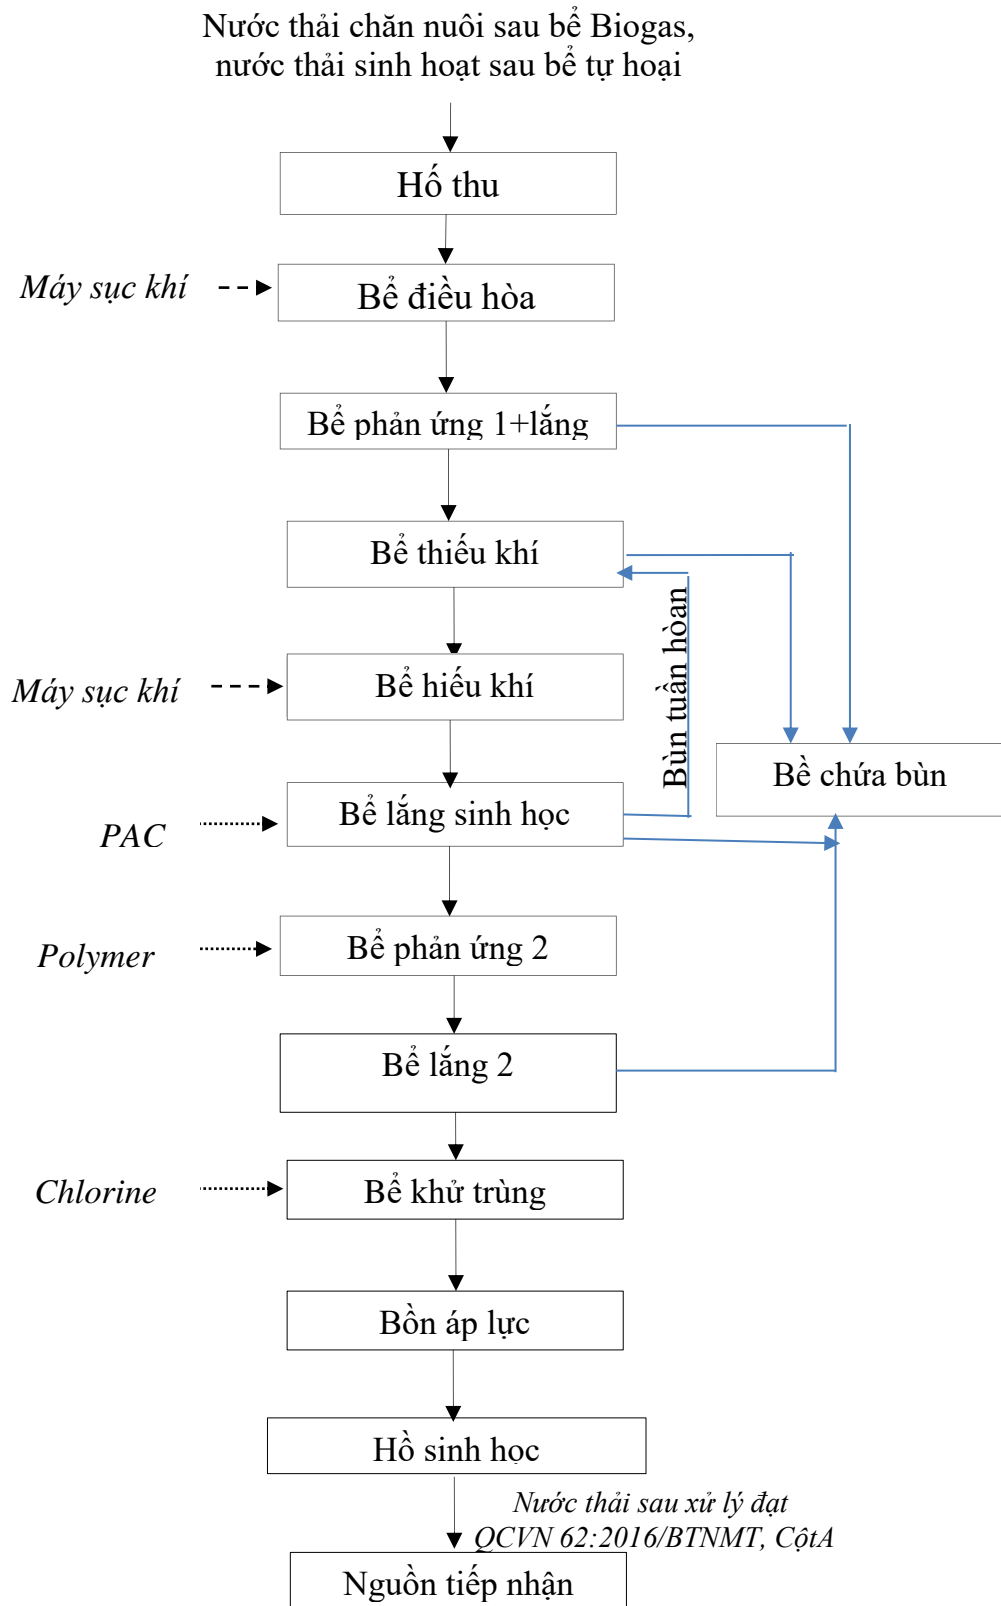 Nước thải chăn nuôi sau bể Biogas,
nước thải sinh hoạt sau bể tự hoại
Hố thu
Máy sục khí
Bể điều hòa
Bể phản ứng 1+lắng
Bể thiếu khí
Bùn tuần hòan
Máy sục khí
Bể hiếu khí
Bề chứa bùn
Bể lắng sinh học
PAC
Bể phản ứng 2
Polymer
Bể lắng 2
Chlorine
Bể khử trùng
Bồn áp lực
Hồ sinh học
Nước thải sau xử lý đạt
QCVN 62:2016/BTNMT, CộtA
Nguồn tiếp nhận